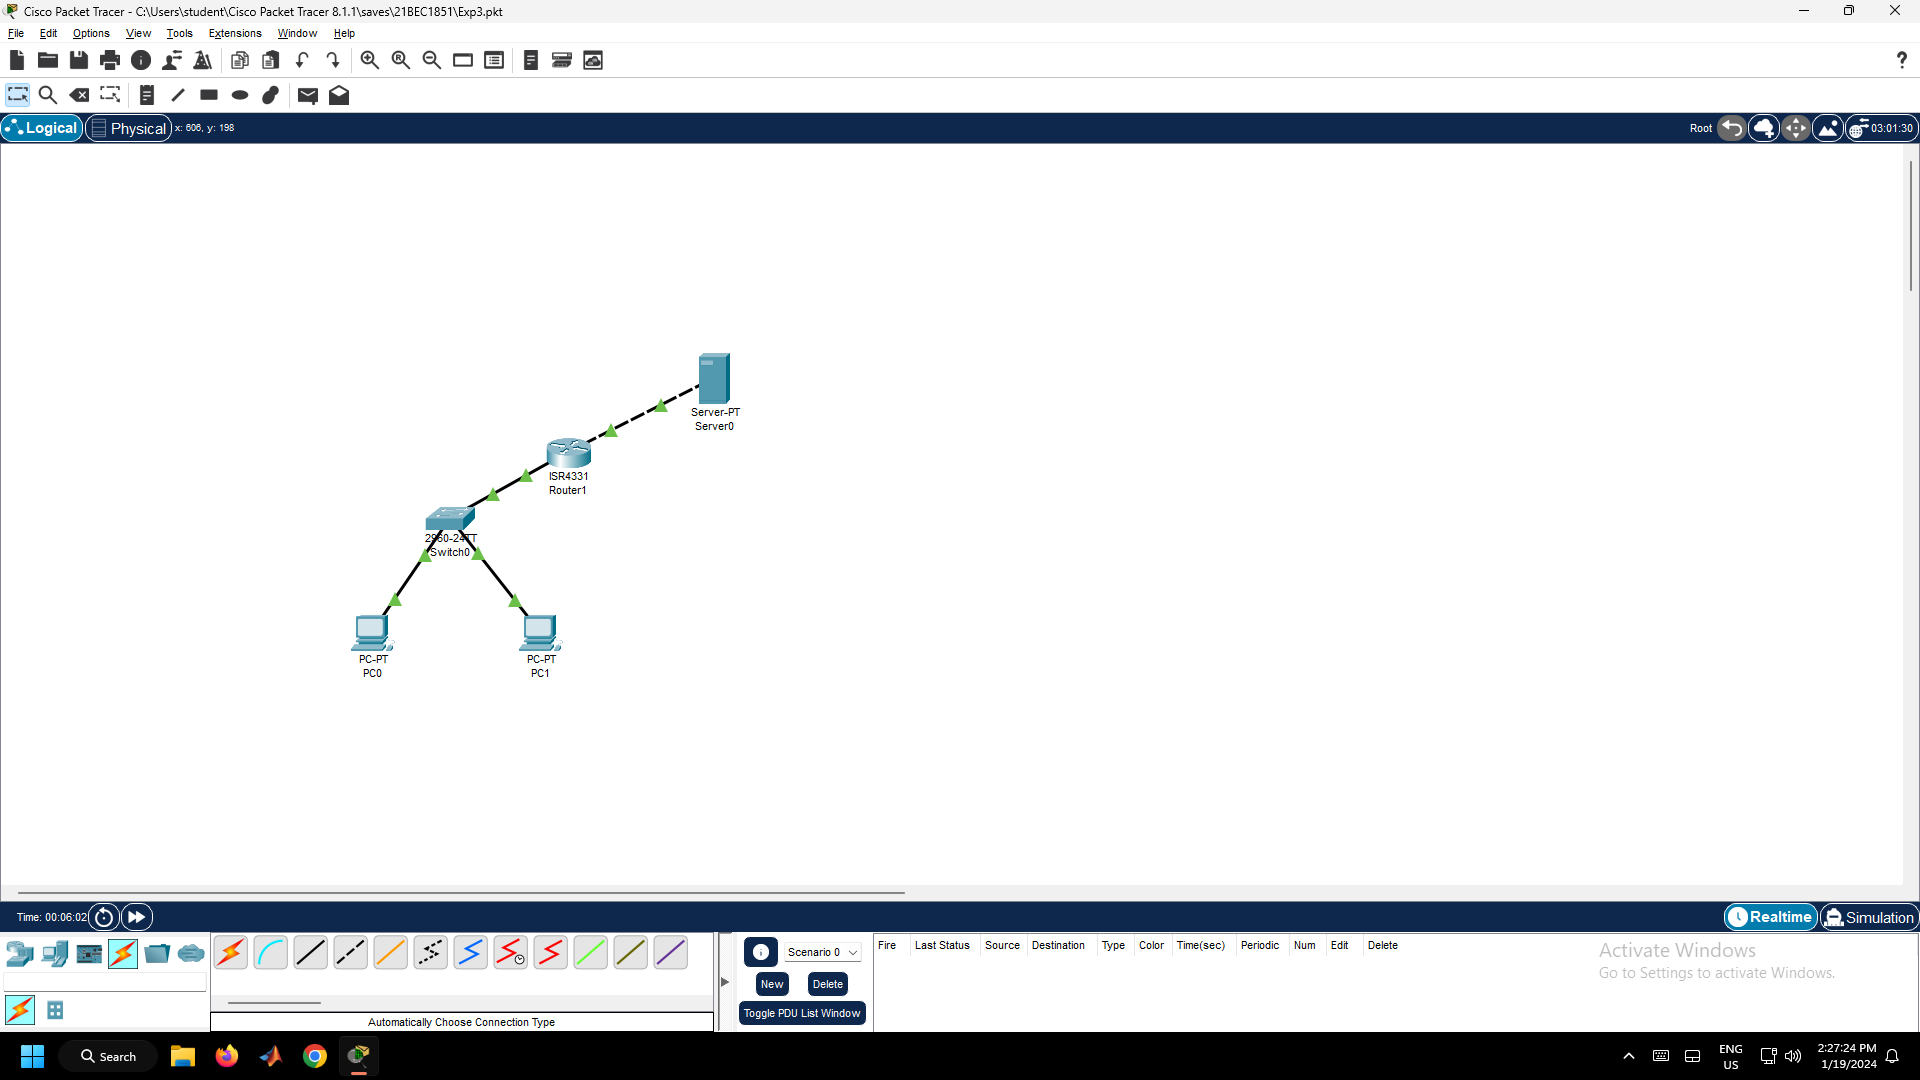 Cisco Packet Tracer - C:\Users\student\Cisco Packet Tracer 8.1.1\saves\21BEC1851\Exp3.pkt
File Edit Options View Tools Extensions Window Help
?
Logical Physical x: 606, y: 198
Root 03:01:30
Server-PT
Server0
ISR4331
Router1
2960-24TT
Switch0
PC-PT
PC0
PC-PT
PC1
Time: 00:06:02
Realtime Simulation
Scenario 0
New Delete
Toggle PDU List Window
Fire Last Status Source Destination Type Color Time(sec) Periodic Num Edit Delete
Activate Windows
Go to Settings to activate Windows.
Automatically Choose Connection Type
Search
ENG
US
2:27:24 PM
1/19/2024